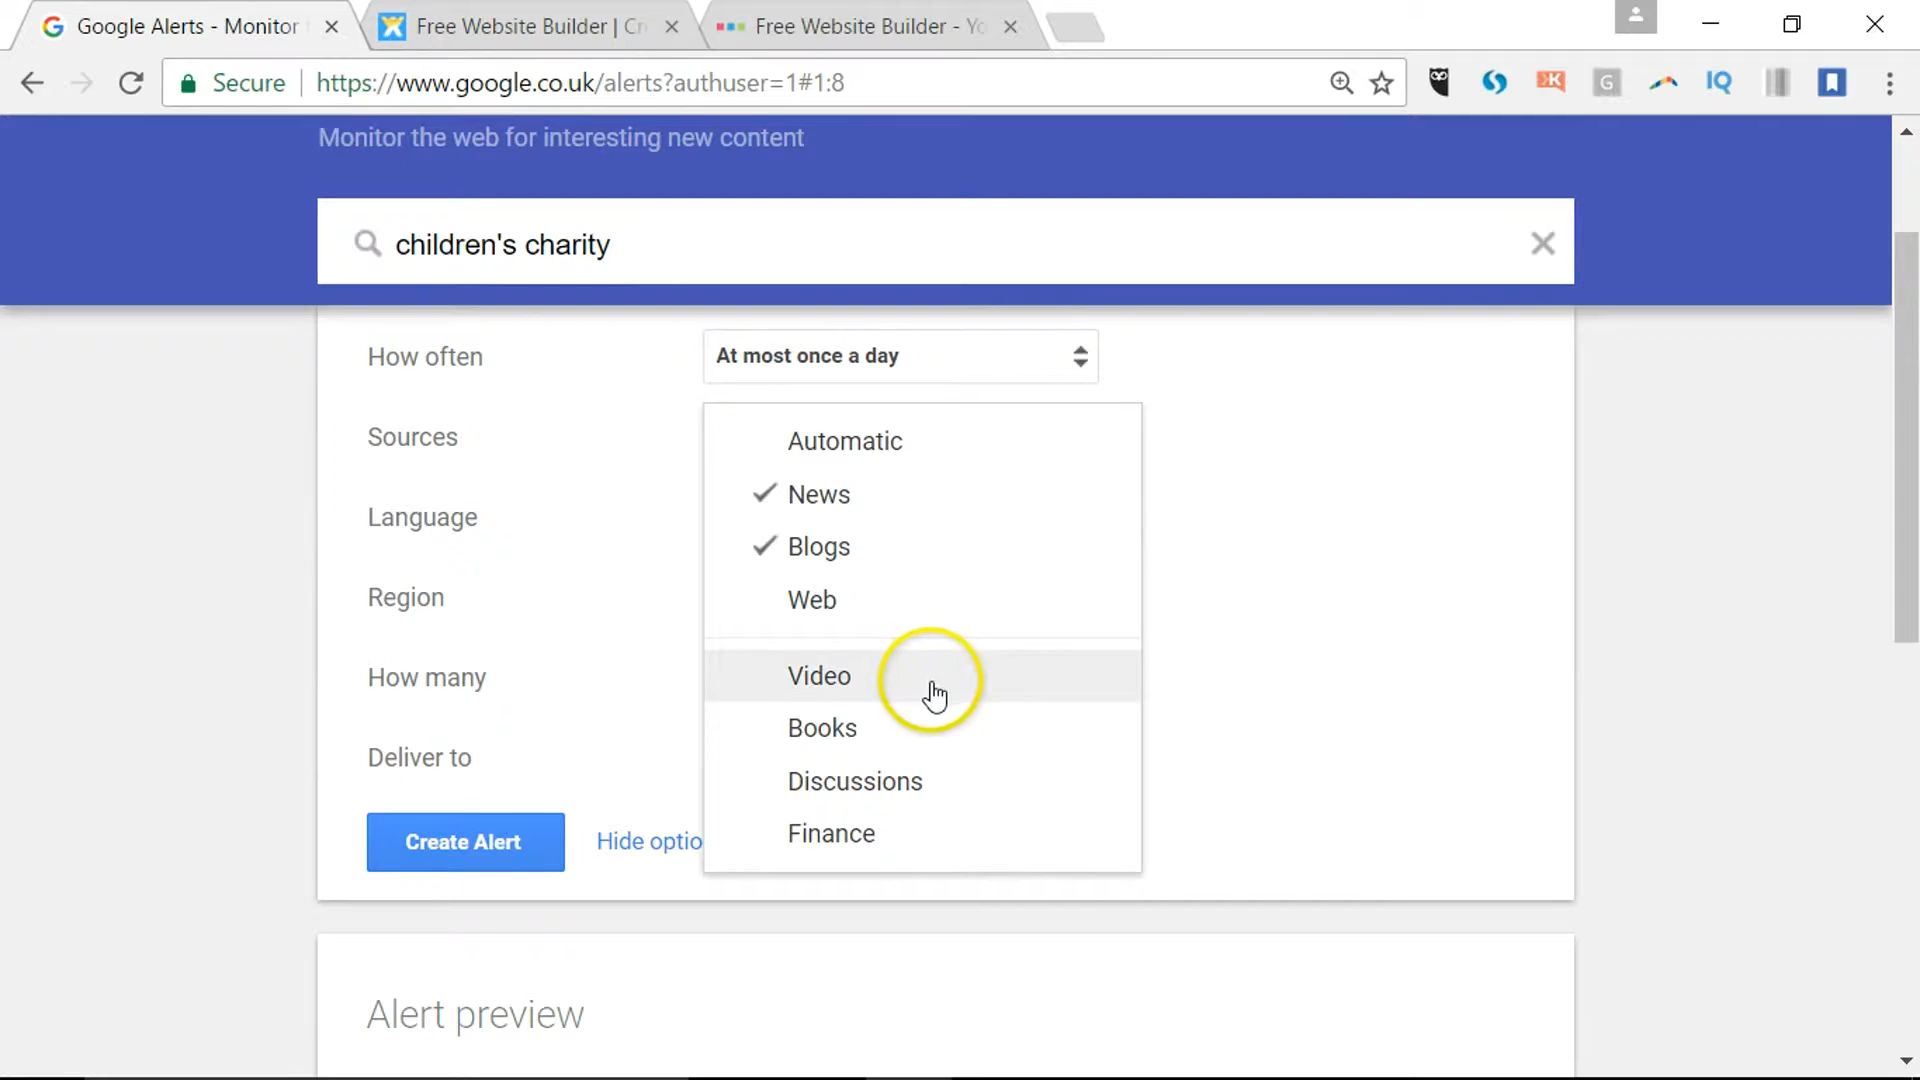 Google Alerts - Monitor
Free Website Builder | Cr
Free Website Builder - Yo
Secure
https://www.google.co.uk/alerts?authuser=1#1:8
G
IQ
Monitor the web for interesting new content
children's charity
How often
At most once a day
Sources
Automatic
News
Blogs
Web
Video
Books
Discussions
Finance
Language
Region
How many
Deliver to
Create Alert
Hide optio
Alert preview